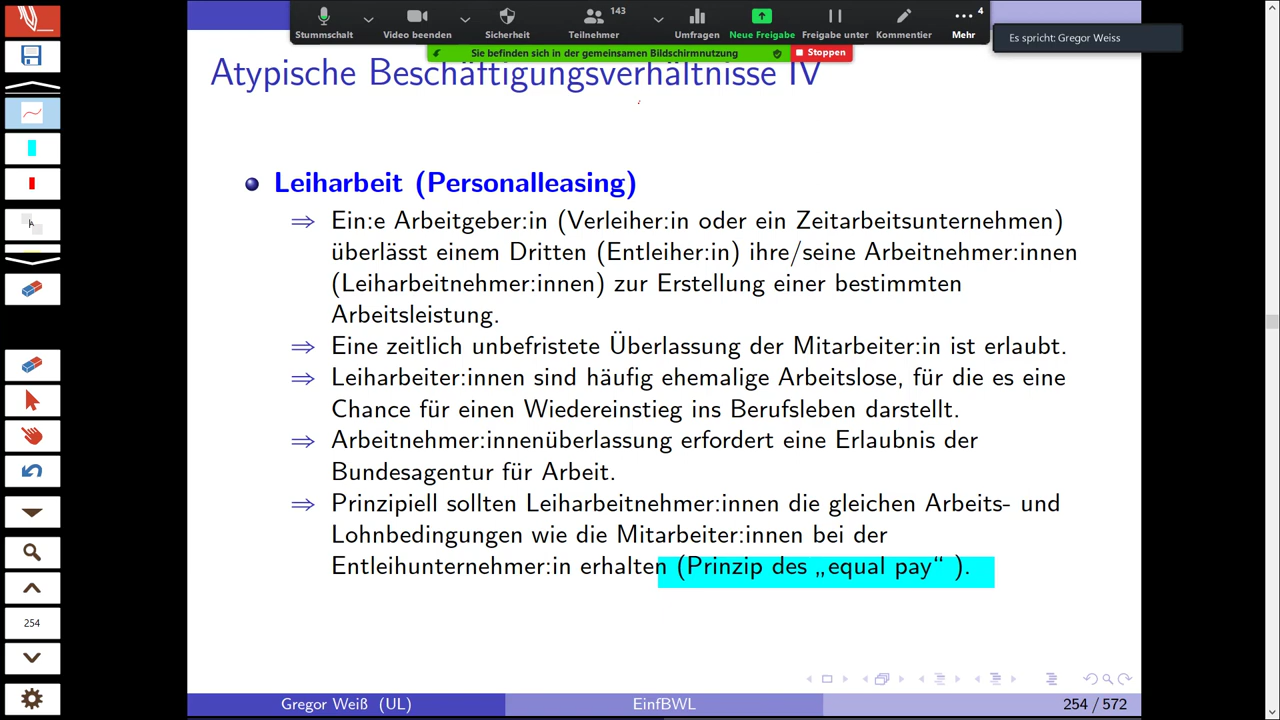 143
4
Stummschalt
Video beenden
Sicherheit
Teilnehmer
Umfragen
Neue Freigabe
Freigabe unter
Kommentier
Mehr
Es spricht: Gregor Weiss
Sie befinden sich in der gemeinsamen Bildschirmnutzung
Stoppen
Atypische Beschäftigungsverhältnisse IV
Leiharbeit (Personalleasing)
⇒ Ein:e Arbeitgeber:in (Verleiher:in oder ein Zeitarbeitsunternehmen)
überlässt einem Dritten (Entleiher:in) ihre/seine Arbeitnehmer:innen
(Leiharbeitnehmer:innen) zur Erstellung einer bestimmten
Arbeitsleistung.
⇒ Eine zeitlich unbefristete Überlassung der Mitarbeiter:in ist erlaubt.
⇒ Leiharbeiter:innen sind häufig ehemalige Arbeitslose, für die es eine
Chance für einen Wiedereinstieg ins Berufsleben darstellt.
⇒ Arbeitnehmer:innenüberlassung erfordert eine Erlaubnis der
Bundesagentur für Arbeit.
⇒ Prinzipiell sollten Leiharbeitnehmer:innen die gleichen Arbeits- und
Lohnbedingungen wie die Mitarbeiter:innen bei der
Entleihunternehmer:in erhalten (Prinzip des „equal pay“ ).
254
Gregor Weiß (UL)
EinfBWL
254 / 572